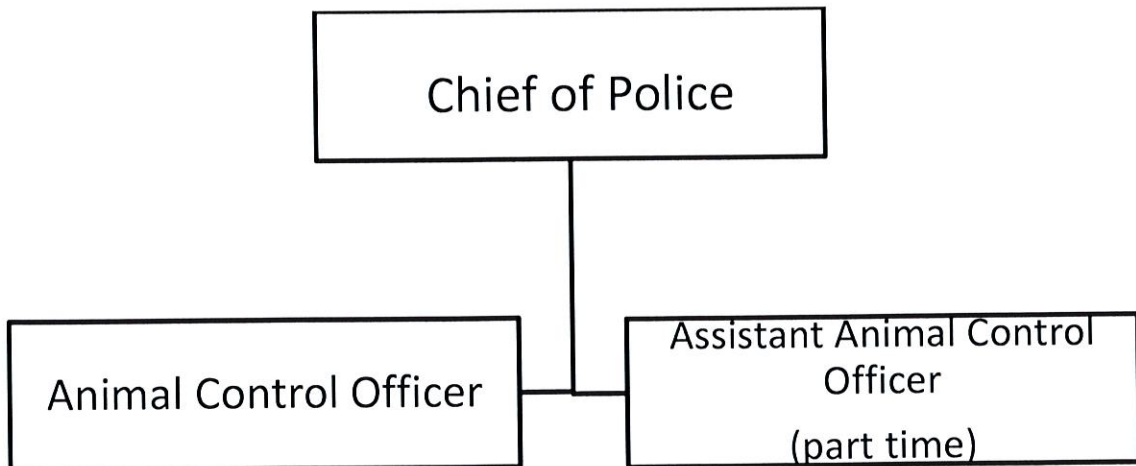 Chief of Police
Animal Control Officer
Assistant Animal Control
Officer
(part time)